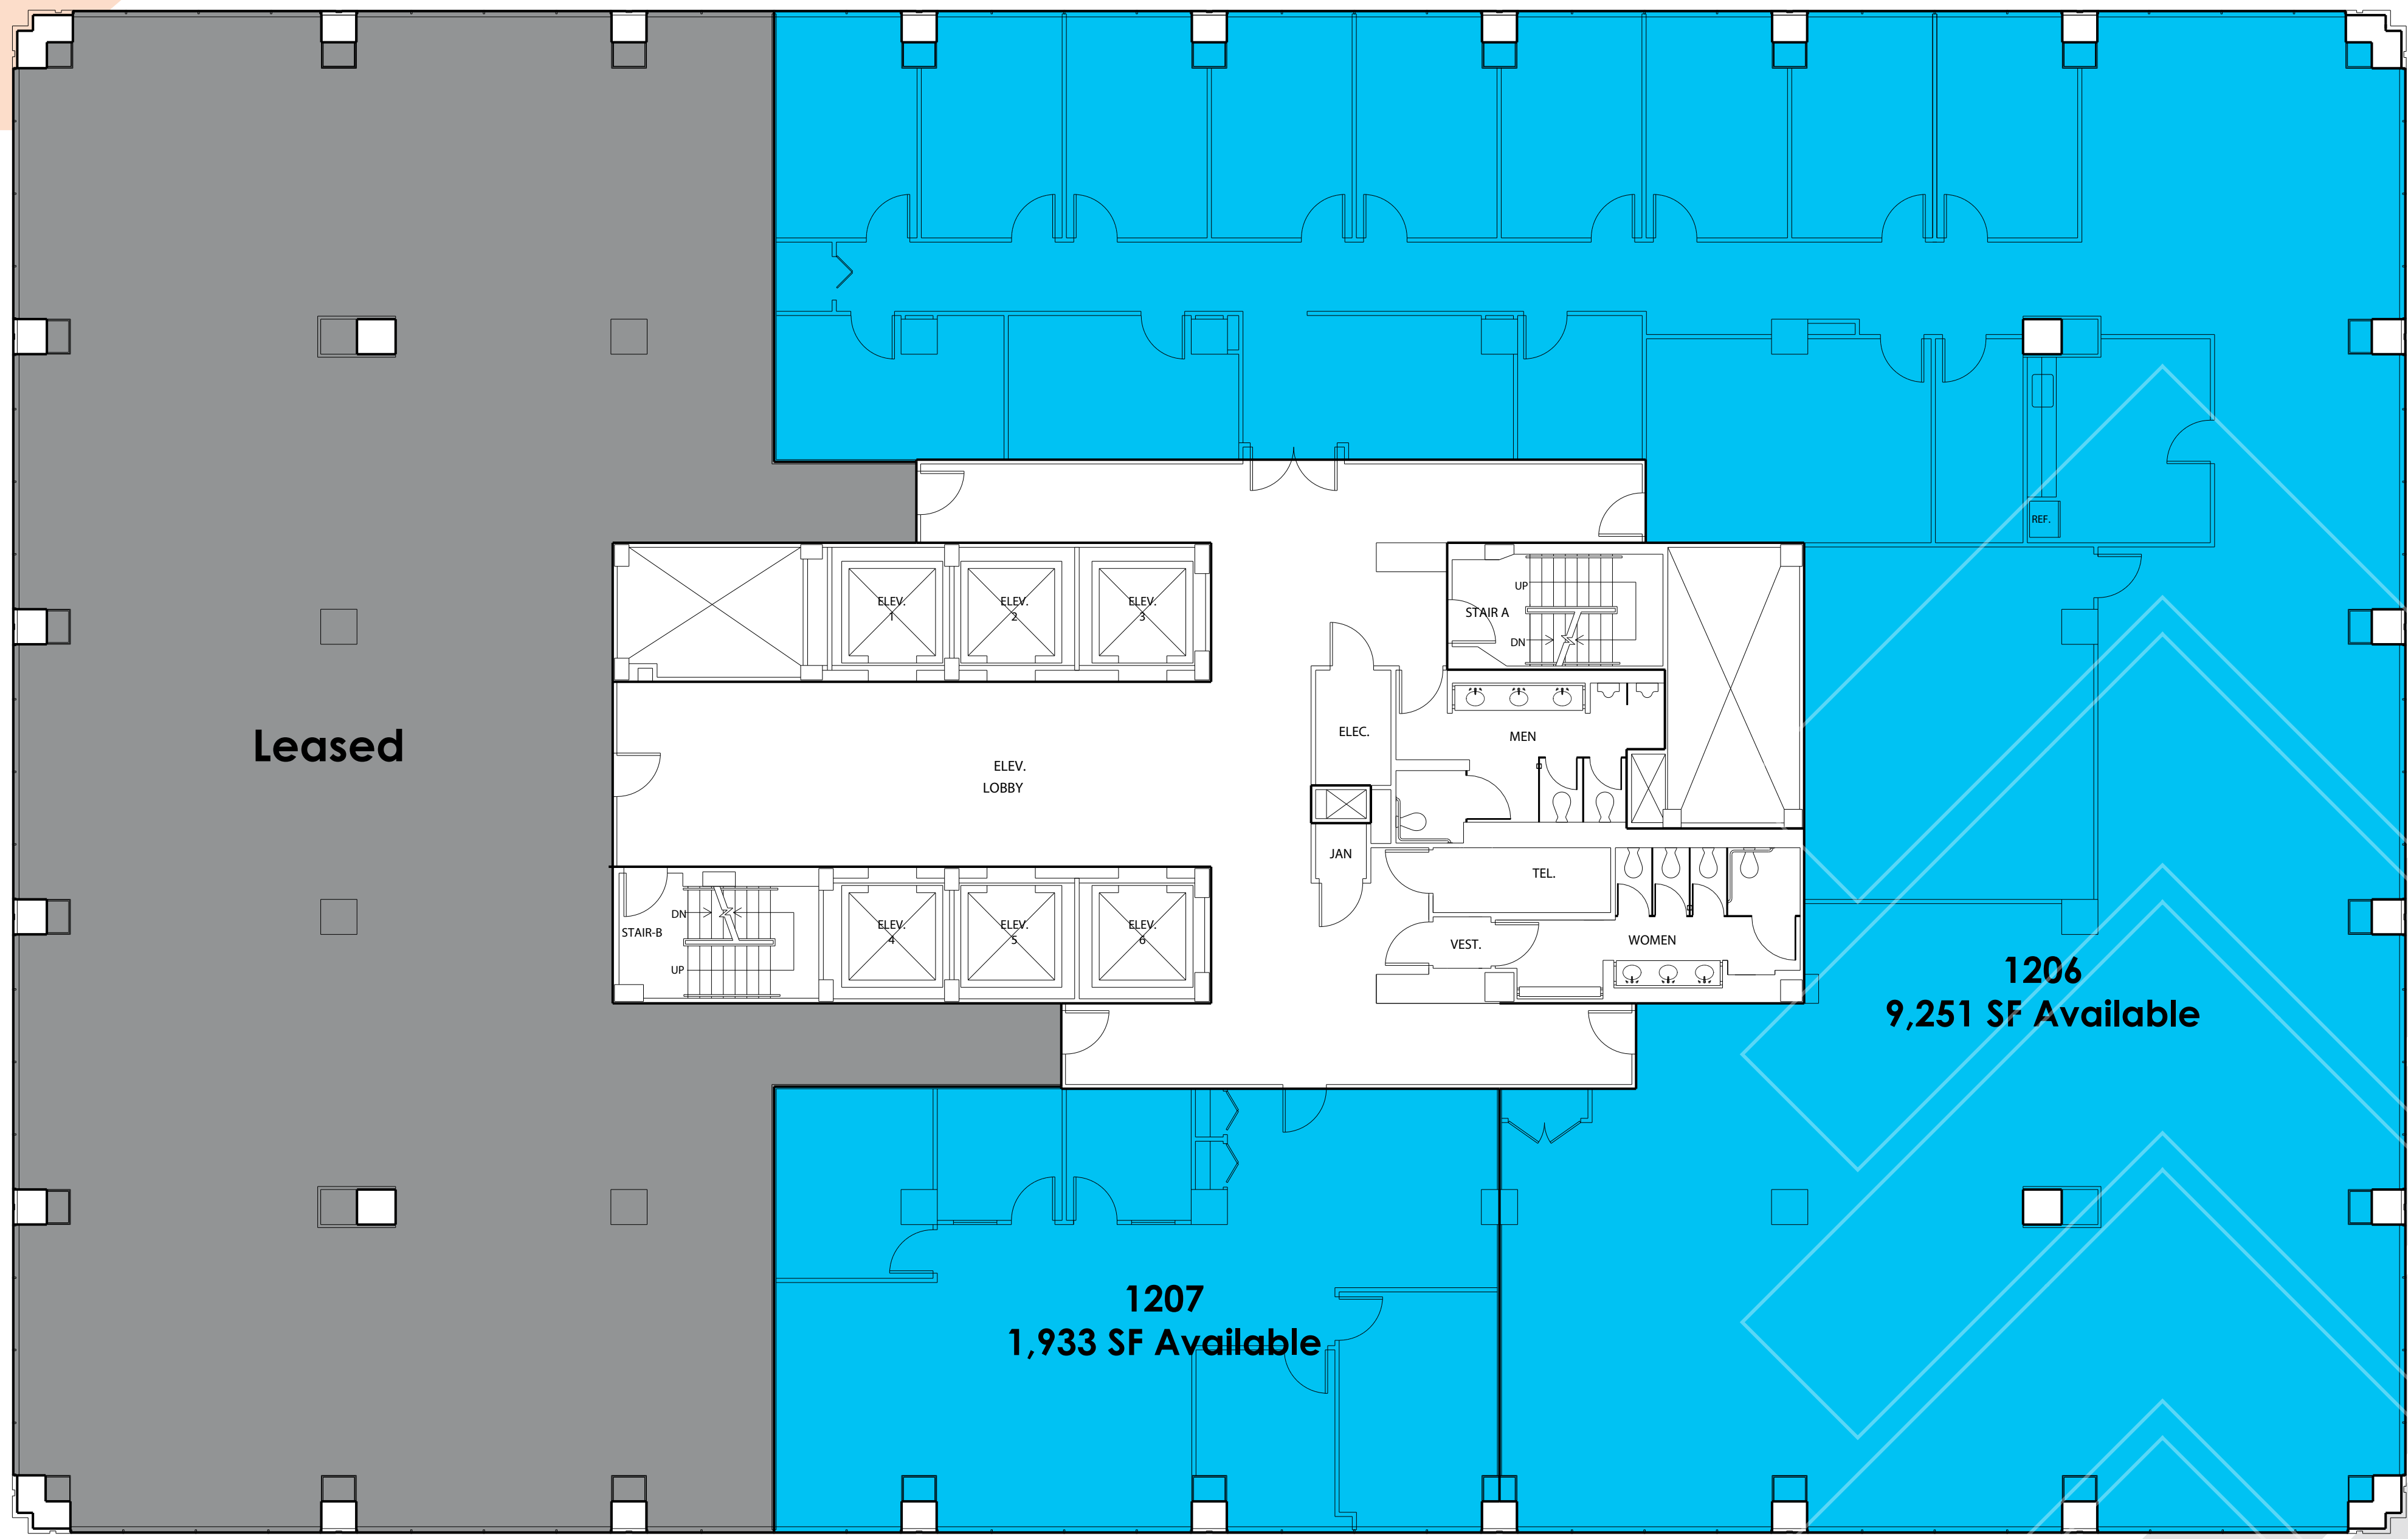 REF.
ELEV.
1
ELEV.
2
ELEV.
3
UP
STAIR A
DN
Leased
ELEC.
MEN
ELEV.
LOBBY
JAN
TEL.
DN
STAIR-B
UP
ELEV.
4
ELEV.
5
ELEV.
6
VEST.
WOMEN
1206
9,251 SF Available
1207
1,933 SF Available